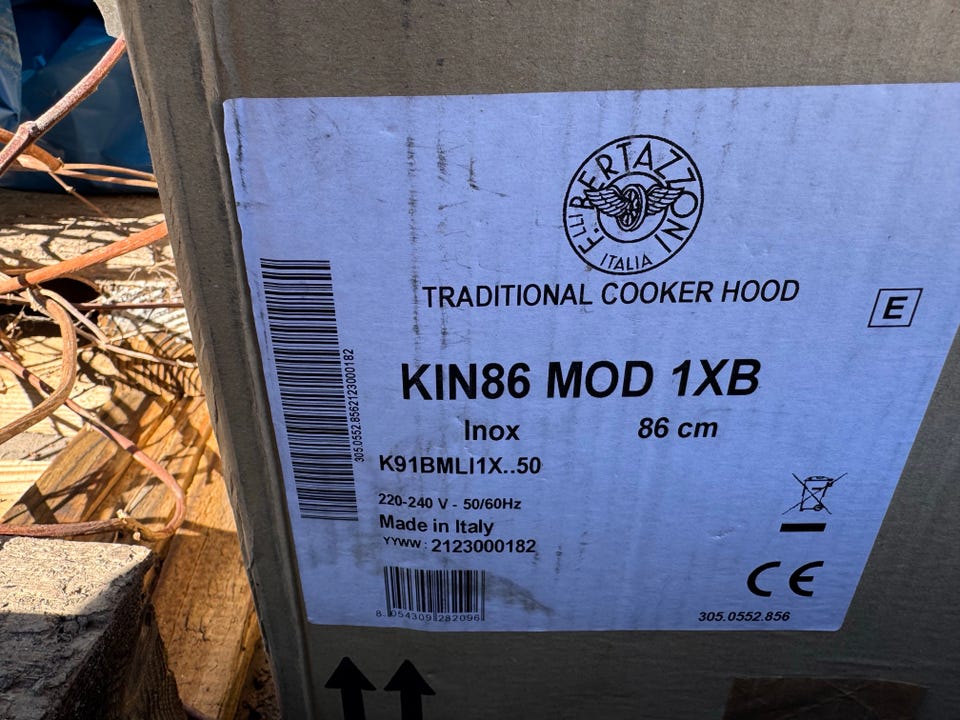 F.LLI BERTAZZONI
ITALIA
TRADITIONAL COOKER HOOD
E
KIN86 MOD 1XB
Inox 86 cm
K91BMLI1X..50
220-240 V - 50/60Hz
Made in Italy
YYWW : 2123000182
305.0552.8562123000182
8 054309 282096
CE
305.0552.856